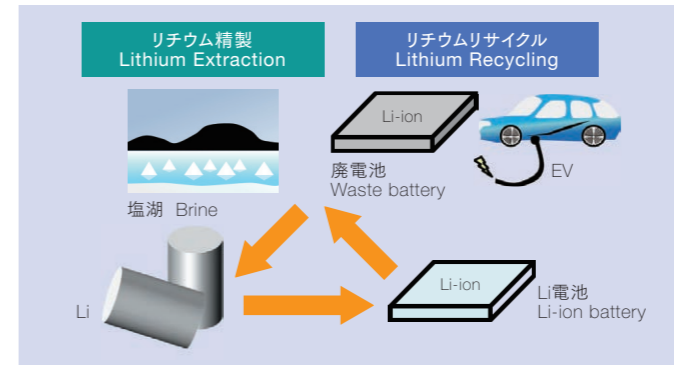 リチウム精製
Lithium Extraction
リチウムリサイクル
Lithium Recycling
Li-ion
廃電池
Waste battery
EV
塩湖 Brine
Li
Li-ion
Li電池
Li-ion battery